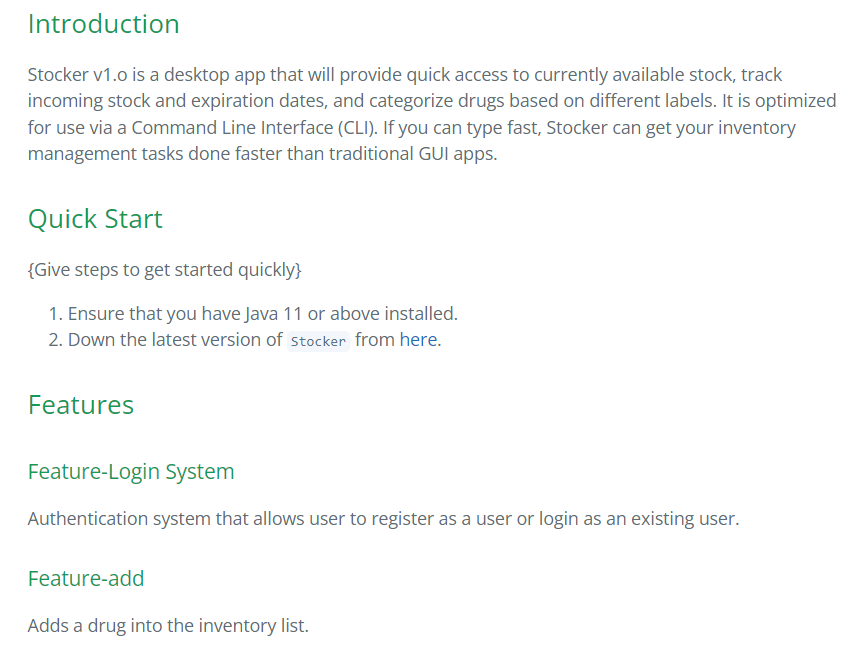 Introduction
Stocker v1.o is a desktop app that will provide quick access to currently available stock, track
incoming stock and expiration dates, and categorize drugs based on different labels. It is optimized
for use via a Command Line Interface (CLI). If you can type fast, Stocker can get your inventory
management tasks done faster than traditional GUI apps.
Quick Start
{Give steps to get started quickly}
1. Ensure that you have Java 11 or above installed.
2. Down the latest version of Stocker from here.
Features
Feature-Login System
Authentication system that allows user to register as a user or login as an existing user.
Feature-add
Adds a drug into the inventory list.